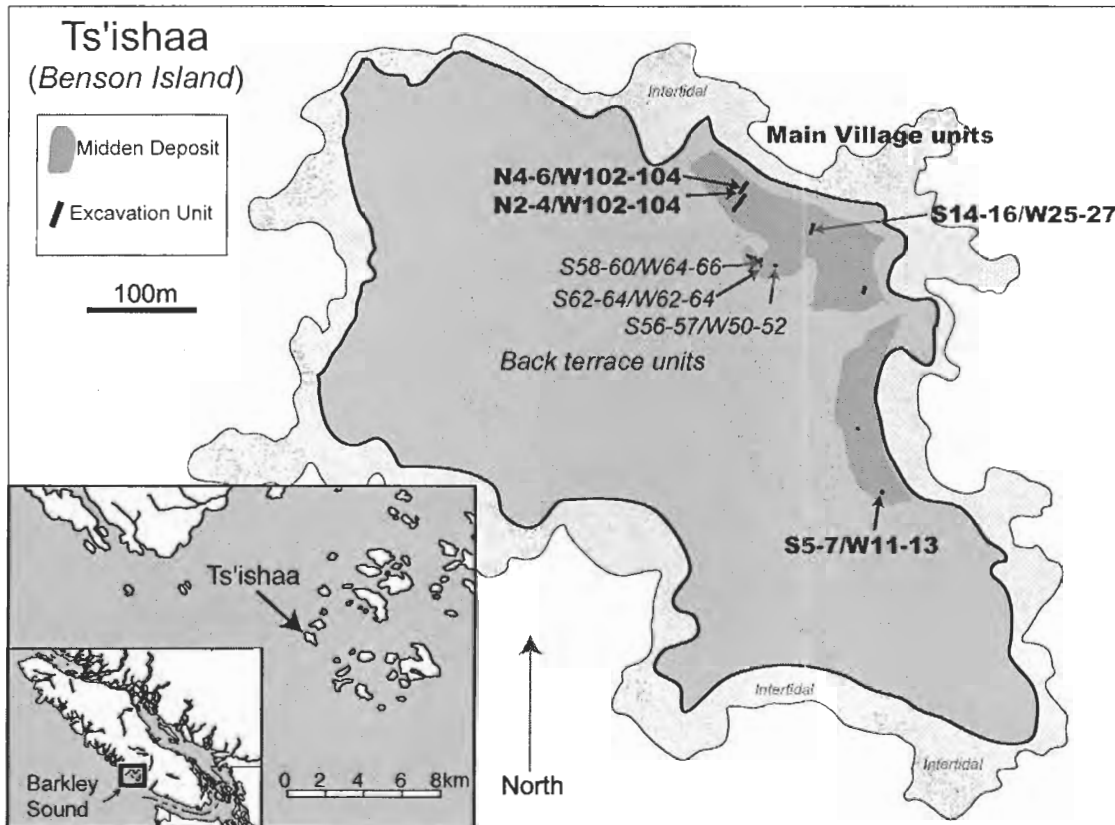 Ts'ishaa
(Benson Island)
Midden Deposit
Excavation Unit
100m
Intertidal
Main Village units
N4-6/W102-104
N2-4/W102-104
S14-16/W25-27
S58-60/W64-66
S62-64/W62-64
S56-57/W50-52
Back terrace units
S5-7/W11-13
Ts'ishaa
Barkley
Sound
0 2 4 6 8km
North
Intertidal
Intertidal